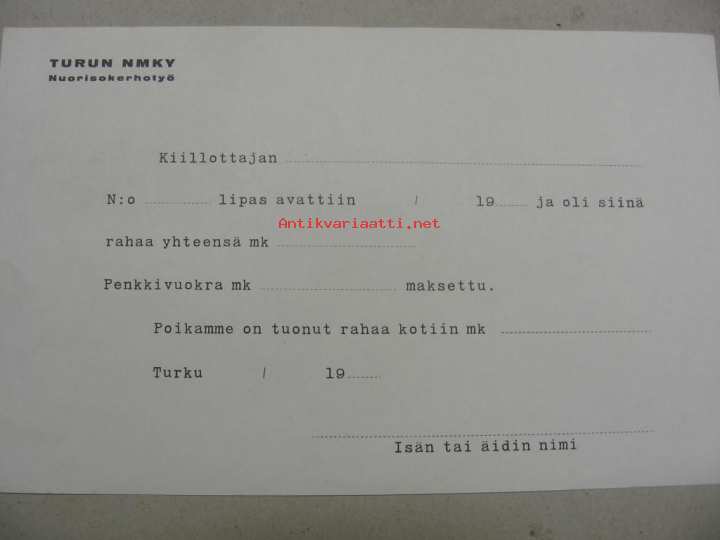 TURUN NMKY
Nuorisokerhotyö
Kiillottajan
N:o lipas avattiin / 19 ja oli siinä
Antikvariaatti.net
rahaa yhteensä mk
Penkkivuokra mk maksettu.
Poikamme on tuonut rahaa kotiin mk
Turku / 19
Isän tai äidin nimi